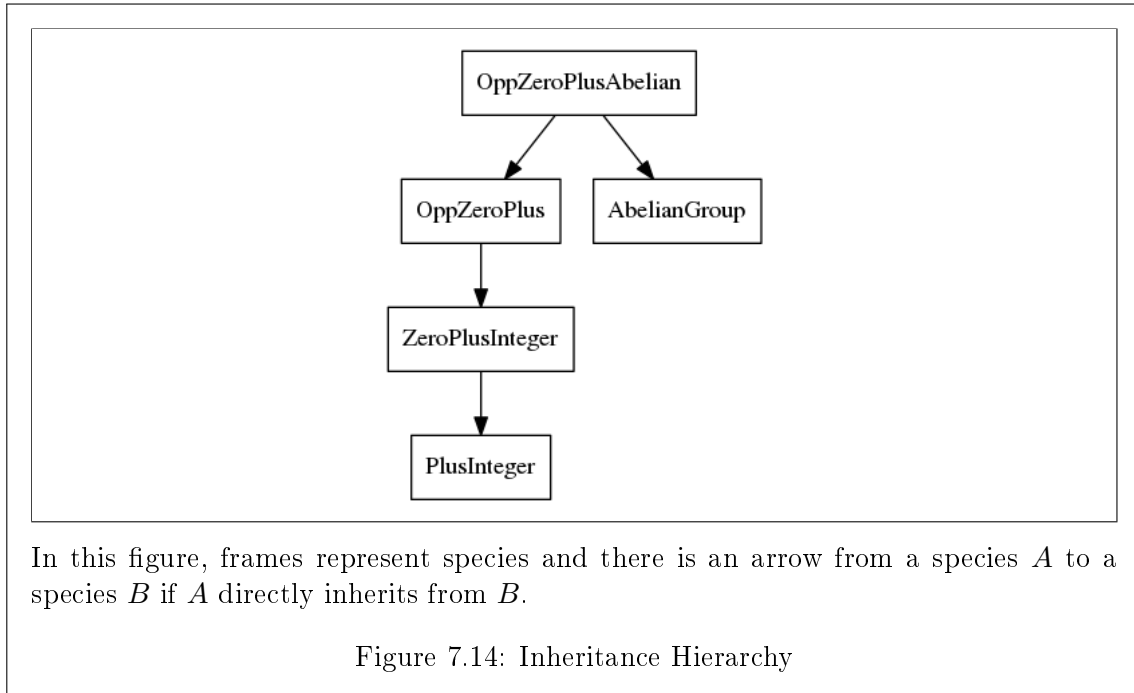 OppZeroPlusAbelian
OppZeroPlus
AbelianGroup
ZeroPlusInteger
PlusInteger
In this figure, frames represent species and there is an arrow from a species A to a
species B if A directly inherits from B.
Figure 7.14: Inheritance Hierarchy